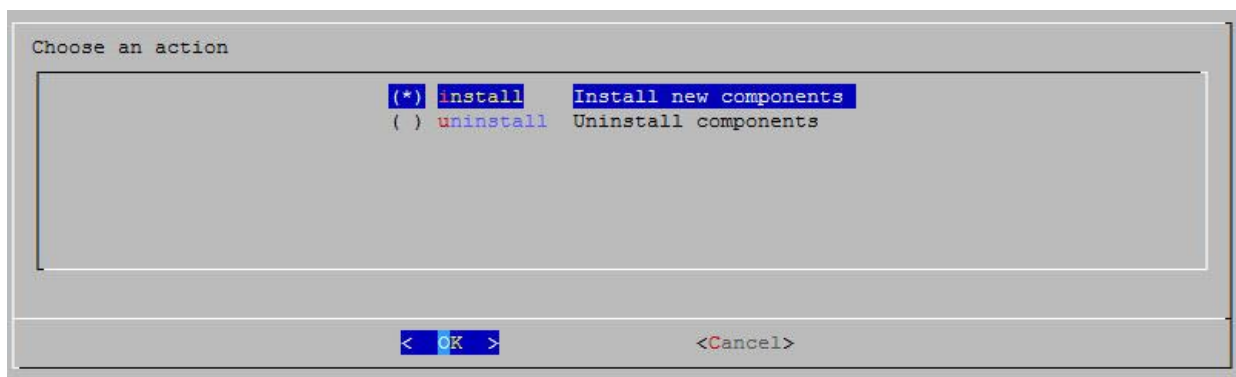 Choose an action
(*) install Install new components
( ) uninstall Uninstall components
< OK > <Cancel>